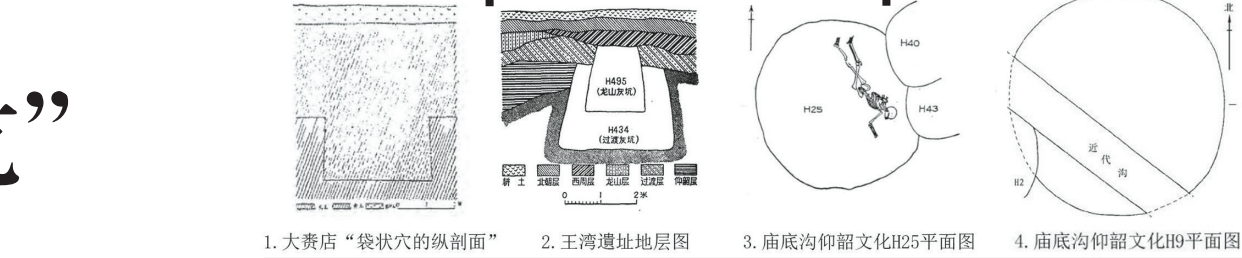 ”
H495
(龙山灰坑)
H434
(过渡灰坑)
耕土 北朝层 西周层 龙山层 过渡层 仰韶层
0 1 2米
H25
H40
H43
北
近代沟
H2
1.大赉店“袋状穴的纵剖面”
2.王湾遗址地层图
3.庙底沟仰韶文化H25平面图
4.庙底沟仰韶文化H9平面图